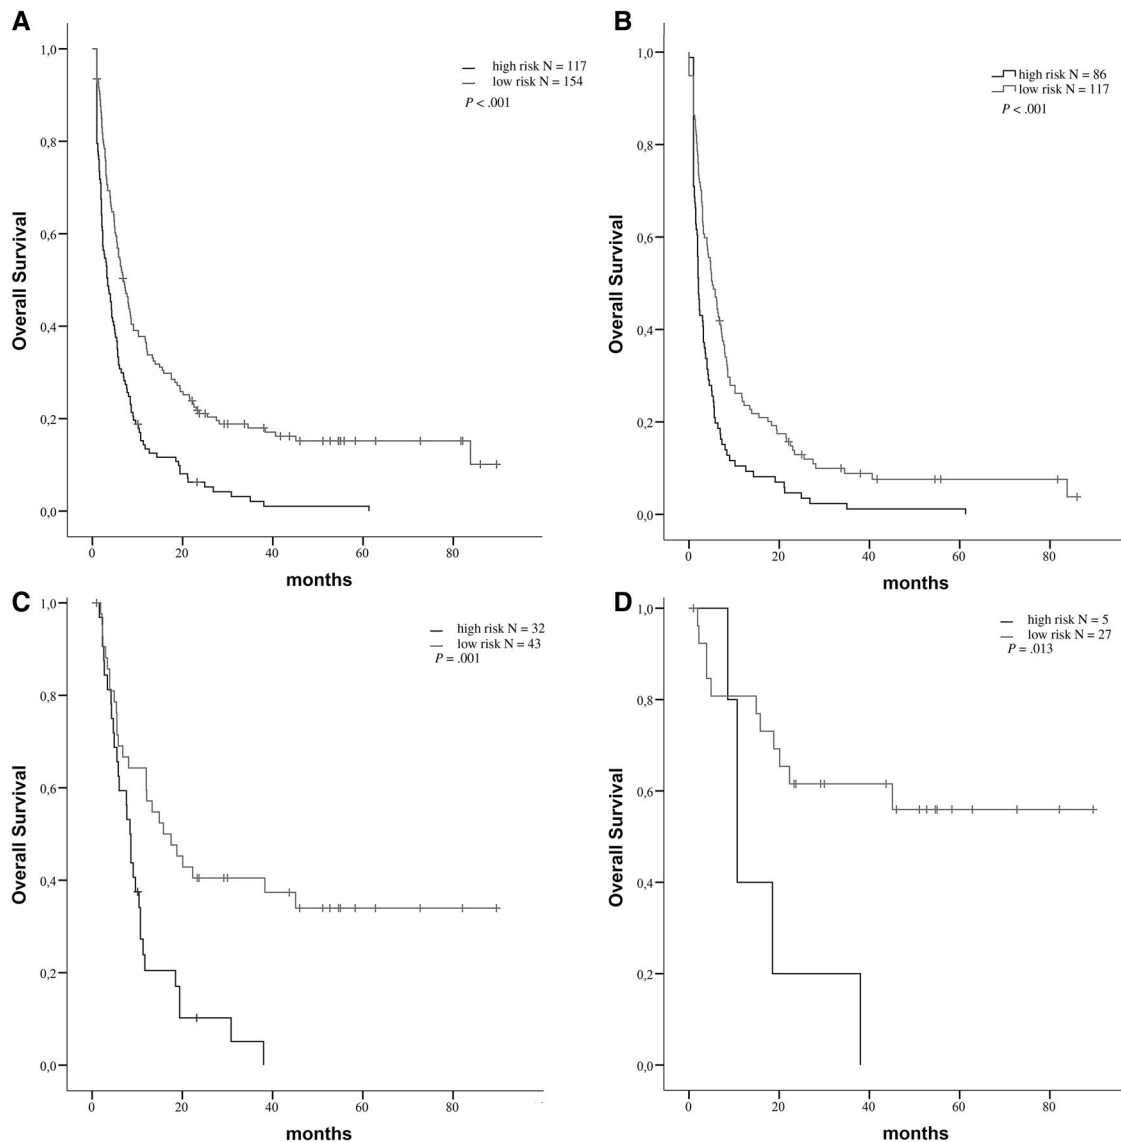 A
Overall Survival
1,0
0,8
0,6
0,4
0,2
0,0
high risk N = 117
low risk N = 154
P < .001
0 20 40 60 80
months
B
Overall Survival
1,0
0,8
0,6
0,4
0,2
0,0
high risk N = 86
low risk N = 117
P < .001
0 20 40 60 80
months
C
Overall Survival
1,0
0,8
0,6
0,4
0,2
0,0
high risk N = 32
low risk N = 43
P = .001
0 20 40 60 80
months
D
Overall Survival
1,0
0,8
0,6
0,4
0,2
0,0
high risk N = 5
low risk N = 27
P = .013
0 20 40 60 80
months